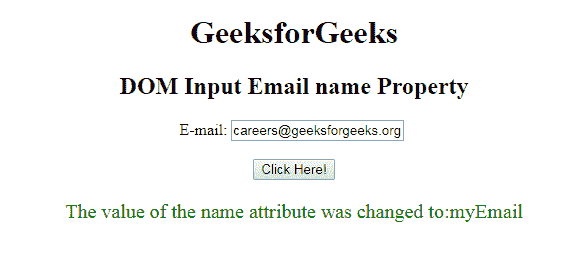 GeeksforGeeks
DOM Input Email name Property
E-mail: careers@geeksforgeeks.org
Click Here!
The value of the name attribute was changed to:myEmail